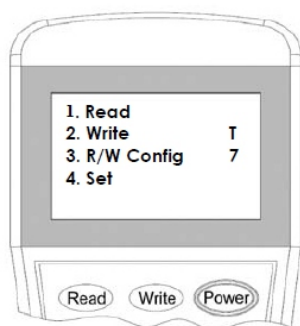 1. Read
2. Write T
3. R/W Config 7
4. Set
Read Write Power